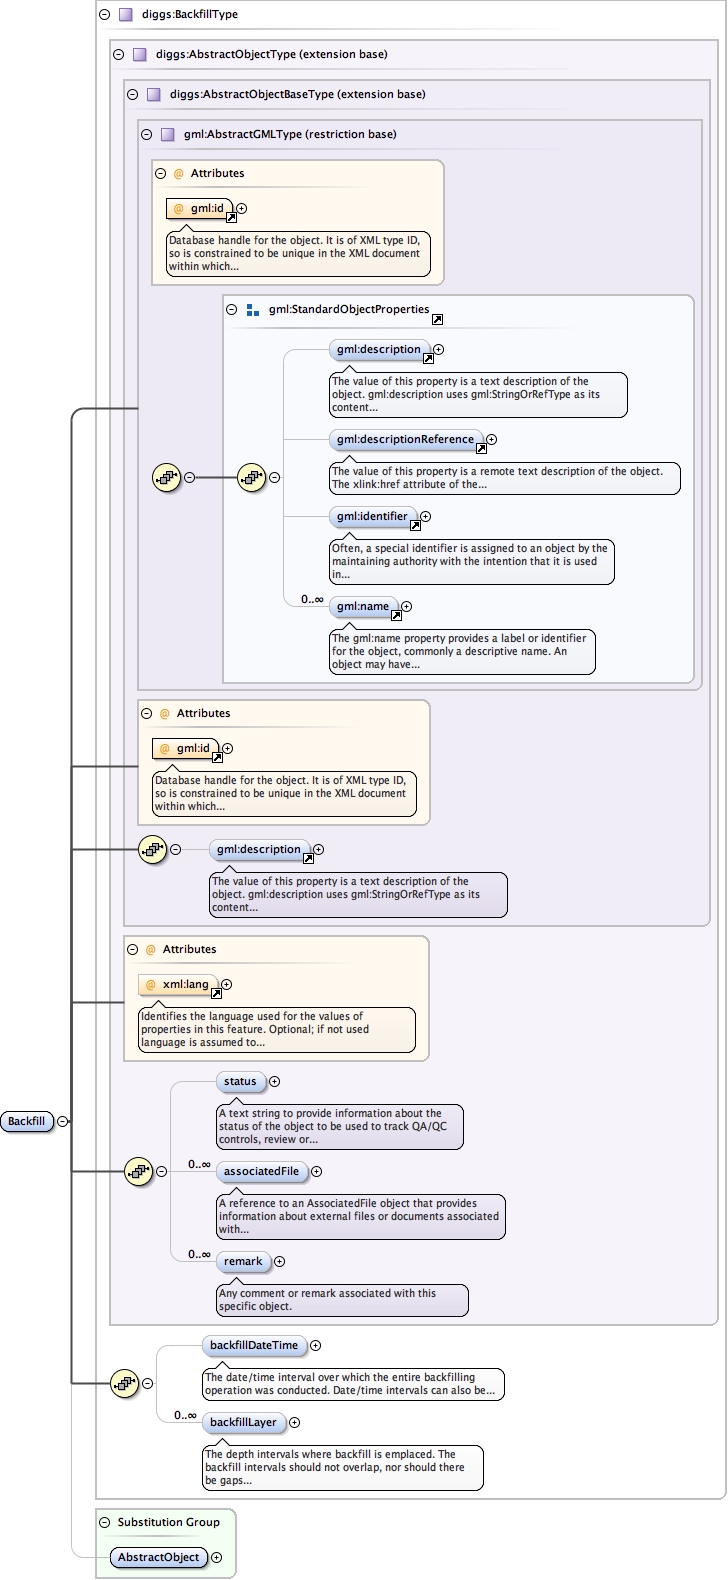 diggs:BackfillType
diggs:AbstractObjectType (extension base)
diggs:AbstractObjectBaseType (extension base)
gml:AbstractGMLType (restriction base)
@ Attributes
@ gml:id
Database handle for the object. It is of XML type ID,
so is constrained to be unique in the XML document
within which...
gml:StandardObjectProperties
gml:description
The value of this property is a text description of the
object. gml:description uses gml:StringOrRefType as its
content...
gml:descriptionReference
The value of this property is a remote text description of the object.
The xlink:href attribute of the...
gml:identifier
Often, a special identifier is assigned to an object by the
maintaining authority with the intention that it is used
in...
0..∞
gml:name
The gml:name property provides a label or identifier
for the object, commonly a descriptive name. An
object may have...
@ Attributes
@ gml:id
Database handle for the object. It is of XML type ID,
so is constrained to be unique in the XML document
within which...
gml:description
The value of this property is a text description of the
object. gml:description uses gml:StringOrRefType as its
content...
@ Attributes
@ xml:lang
Identifies the language used for the values of
properties in this feature. Optional; if not used
language is assumed to...
status
A text string to provide information about the
status of the object to be used to track QA/QC
controls, review or...
Backfill
0..∞
associatedFile
A reference to an AssociatedFile object that provides
information about external files or documents associated
with...
0..∞
remark
Any comment or remark associated with this
specific object.
backfillDateTime
The date/time interval over which the entire backfilling
operation was conducted. Date/time intervals can also be...
0..∞
backfillLayer
The depth intervals where backfill is emplaced. The
backfill intervals should not overlap, nor should there
be gaps...
Substitution Group
AbstractObject